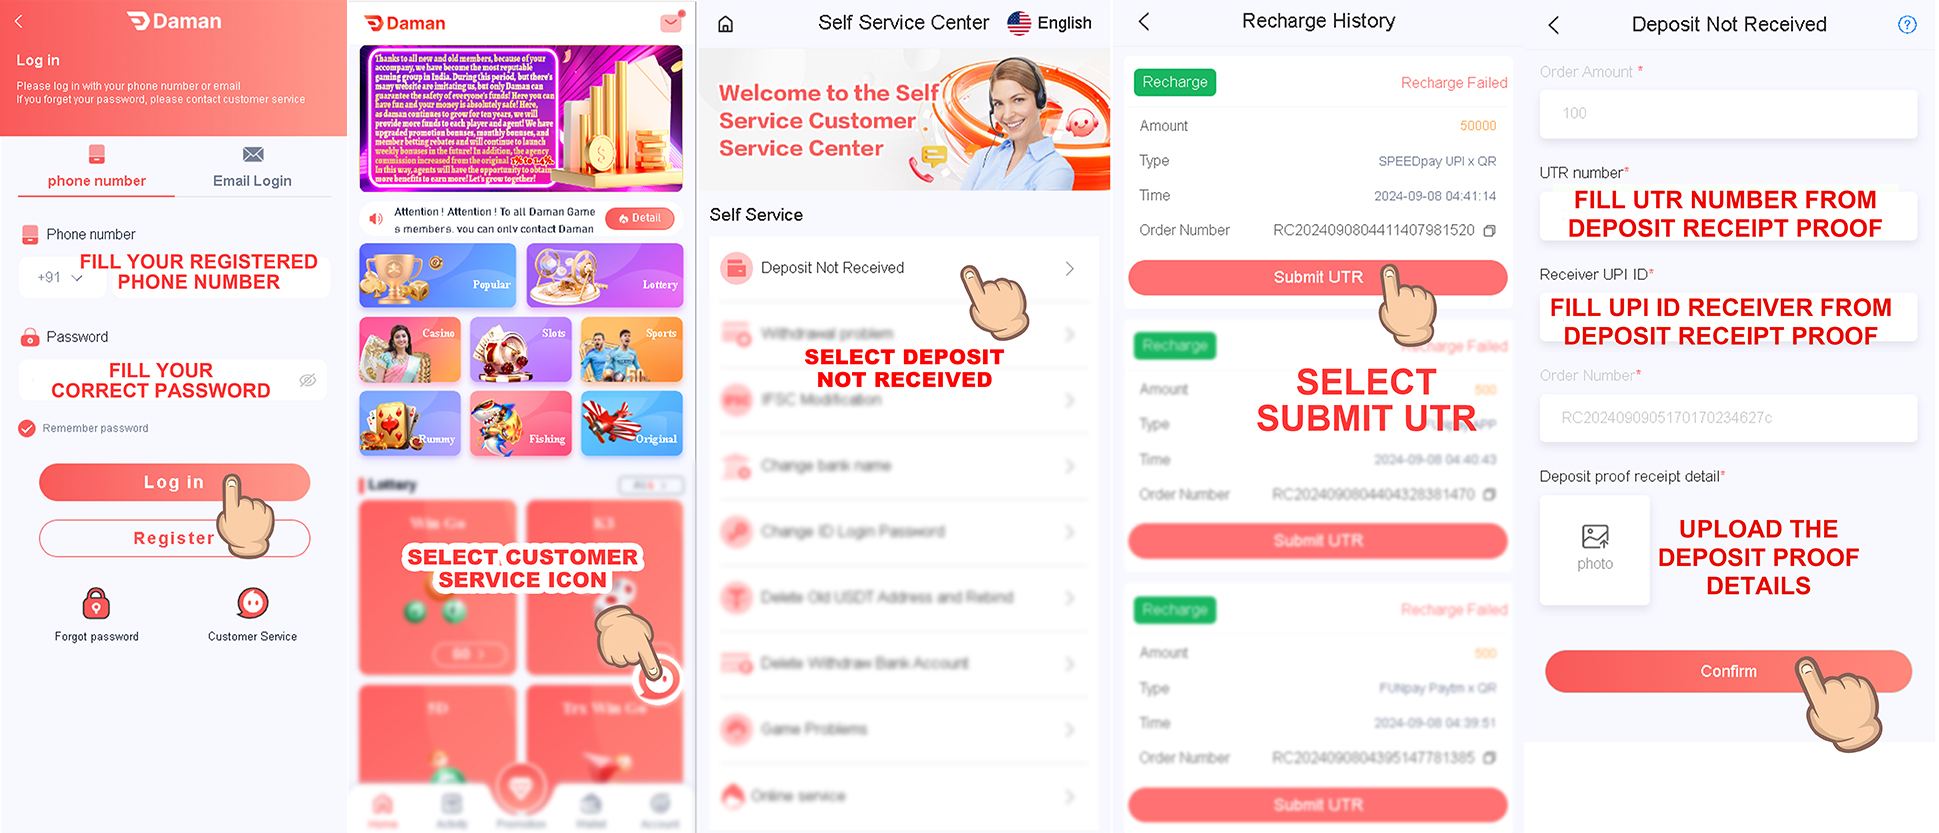 Daman
Log in
Please log in with your phone number or email
If you forget your password, please contact customer service
phone number
Email Login
Phone number
+91
FILL YOUR REGISTERED
PHONE NUMBER
Password
FILL YOUR
CORRECT PASSWORD
Remember password
Log in
Register
Forgot password
Customer Service
Daman
Thanks to all new and old members, because of your
accompany, we have become the most reputable
gaming group in India. During this period, but there's
many website are imitating us, but only Daman can
guarantee the safety of everyone's funds! Here you can
have fun and your money is absolutely safe! Here,
as daman continues to grow for ten years, we will
provide more funds to each player and agent! We have
upgraded promotion bonuses, monthly bonuses, and
member betting rebates and will continue to launch
weekly bonuses in the future! In addition, the agency
commission increased from the original 1% to 1.4%.
In this way, agents will have the opportunity to obtain
more benefits to earn more! Let's grow together!
Attention ! Attention ! To all Daman Game
s members, you can only contact Daman
Detail
Popular
Lottery
Casino
Slots
Sports
Rummy
Fishing
Original
Lottery
Win Go
K3
SELECT CUSTOMER
SERVICE ICON
GO
5D
Trx Win Go
Home
Activity
Promotion
Wallet
Account
Self Service Center
English
Welcome to the Self
Service Customer
Service Center
Self Service
Deposit Not Received
Withdrawal problem
SELECT DEPOSIT
NOT RECEIVED
IFSC Modification
Change bank name
Change ID Login Password
Delete Old USDT Address and Rebind
Delete Withdraw Bank Account
Game Problems
Online service
Recharge History
Recharge
Recharge Failed
Amount
50000
Type
SPEEDpay UPI x QR
Time
2024-09-08 04:41:14
Order Number
RC2024090804411407981520
Submit UTR
Recharge
Recharge Failed
Amount
500
SELECT
SUBMIT UTR
Type
Time
2024-09-08 04:40:43
Order Number
RC2024090804404328381470
Submit UTR
Recharge
Recharge Failed
Amount
500
Type
FUNpay Paytm x QR
Time
2024-09-08 04:39:51
Order Number
RC2024090804395147781385
Submit UTR
Deposit Not Received
Order Amount *
100
UTR number*
FILL UTR NUMBER FROM
DEPOSIT RECEIPT PROOF
Receiver UPI ID*
FILL UPI ID RECEIVER FROM
DEPOSIT RECEIPT PROOF
Order Number*
RC2024090905170170234627c
Deposit proof receipt detail*
photo
UPLOAD THE
DEPOSIT PROOF
DETAILS
Confirm